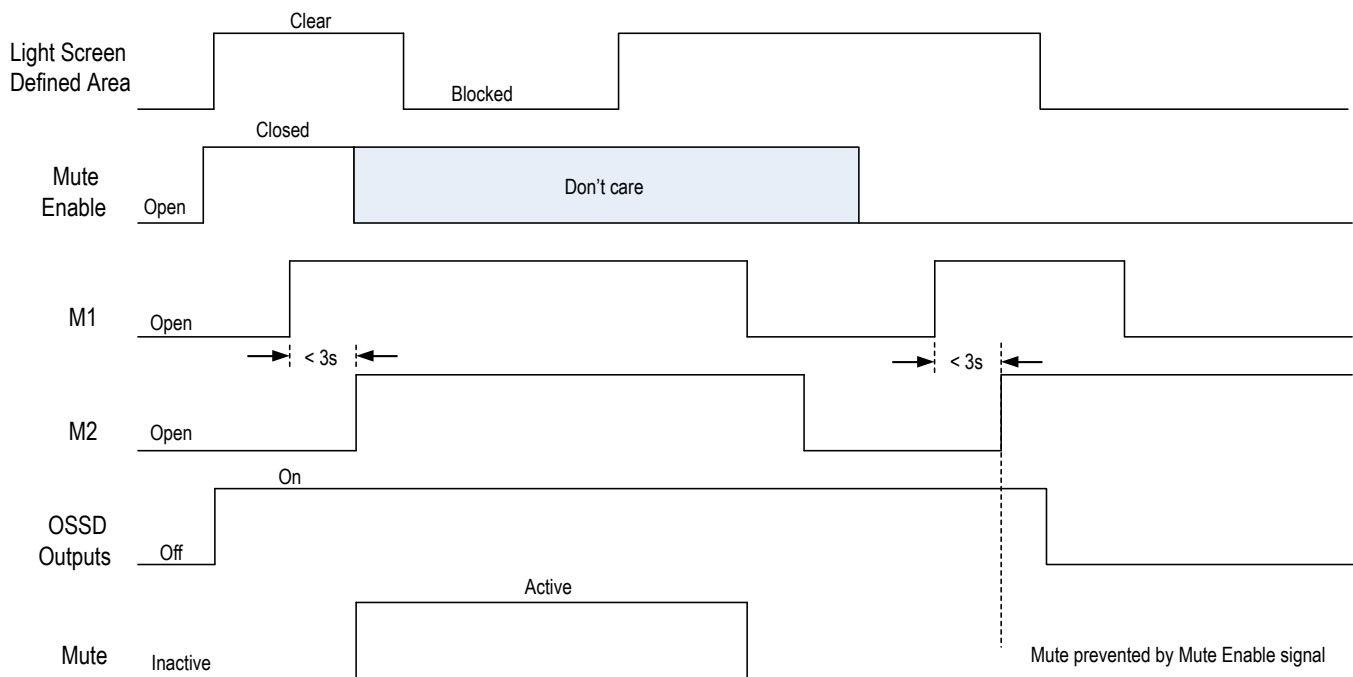 Clear
Light Screen
Defined Area
Blocked
Closed
Mute
Enable
Open
Don't care
M1
Open
< 3s
< 3s
M2
Open
On
OSSD
Outputs
Off
Active
Mute
Inactive
Mute prevented by Mute Enable signal